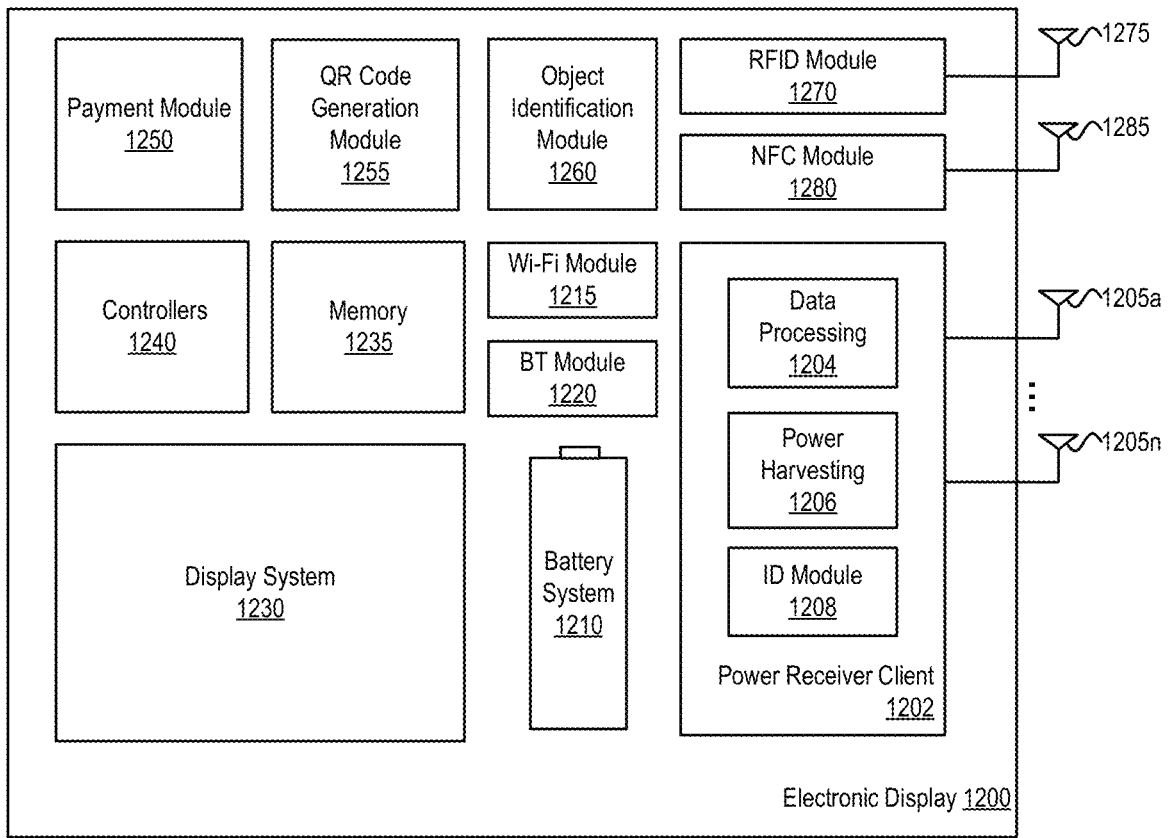 Payment Module
1250
QR Code
Generation
Module
1255
Object
Identification
Module
1260
RFID Module
1270
1275
NFC Module
1280
1285
Controllers
1240
Memory
1235
Wi-Fi Module
1215
BT Module
1220
Data
Processing
1204
1205a
Power
Harvesting
1206
1205n
ID Module
1208
Power Receiver Client
1202
Display System
1230
Battery
System
1210
Electronic Display 1200